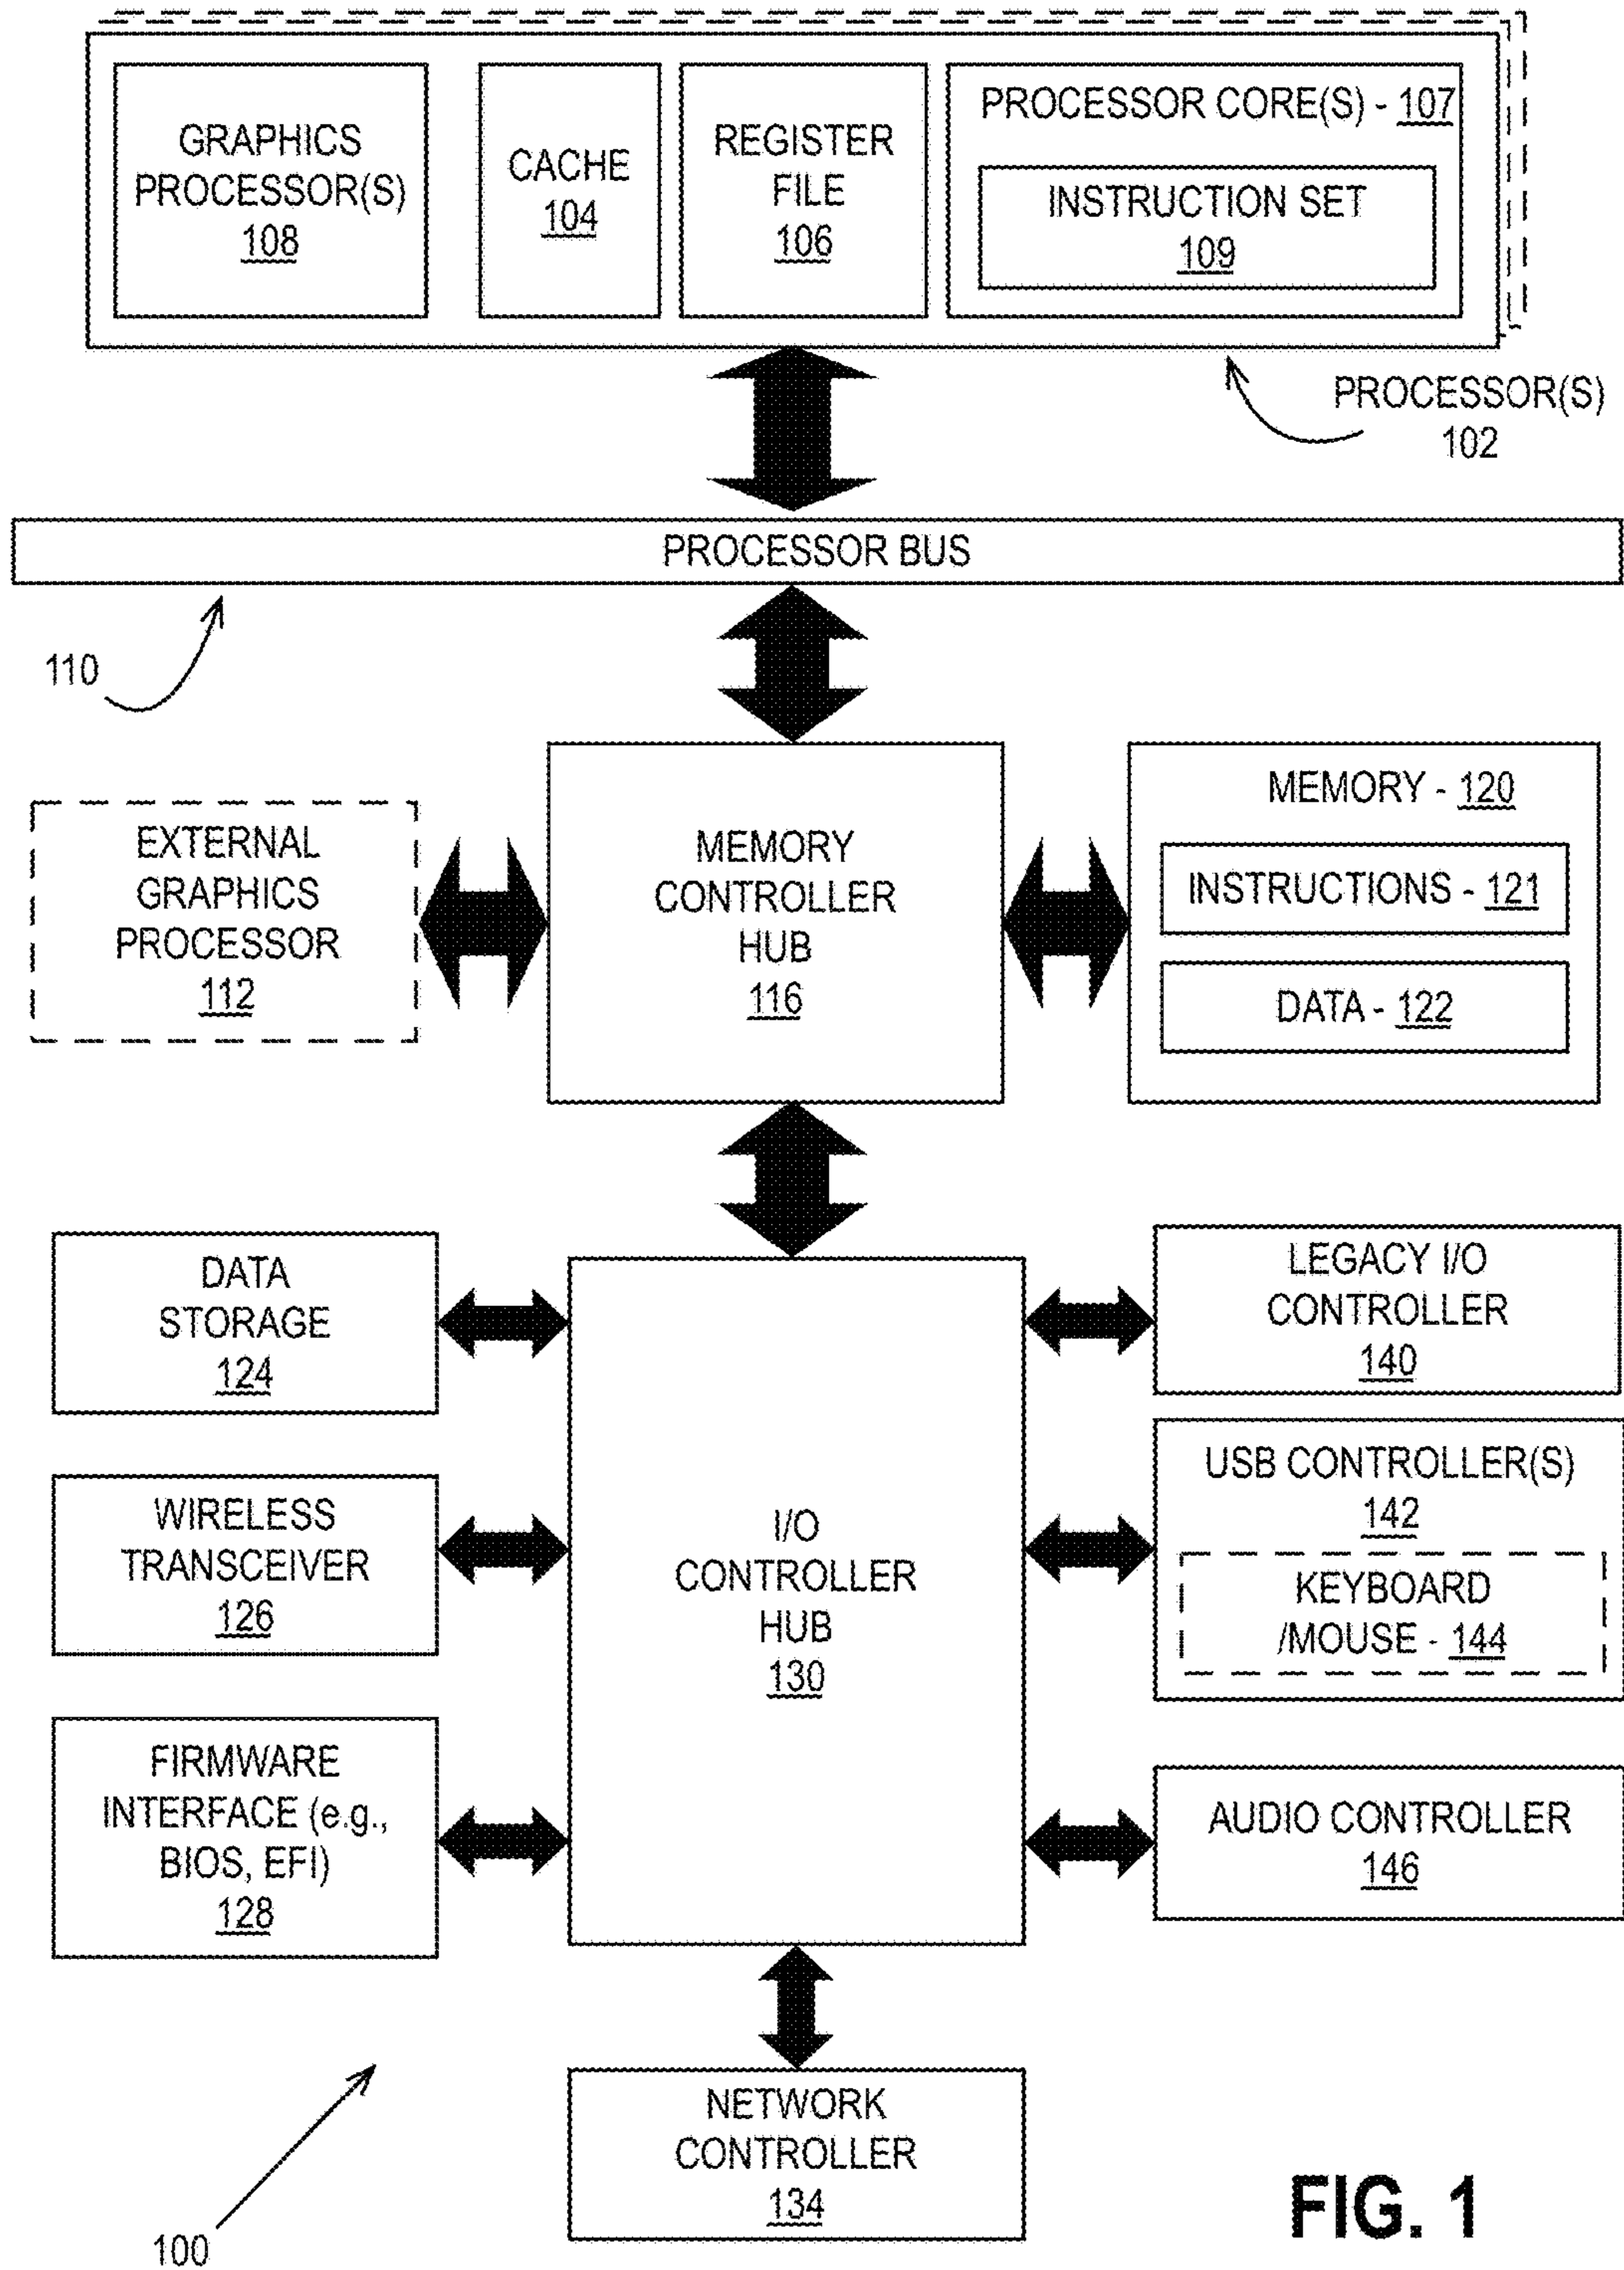 GRAPHICS
PROCESSOR(S)
108
CACHE
104
REGISTER
FILE
106
PROCESSOR CORE(S) - 107
INSTRUCTION SET
109
PROCESSOR(S)
102
PROCESSOR BUS
110
EXTERNAL
GRAPHICS
PROCESSOR
112
MEMORY
CONTROLLER
HUB
116
MEMORY - 120
INSTRUCTIONS - 121
DATA - 122
DATA
STORAGE
124
WIRELESS
TRANSCEIVER
126
FIRMWARE
INTERFACE (e.g.,
BIOS, EFI)
128
I/O
CONTROLLER
HUB
130
LEGACY I/O
CONTROLLER
140
USB CONTROLLER(S)
142
KEYBOARD
/MOUSE - 144
AUDIO CONTROLLER
146
NETWORK
CONTROLLER
134
100
FIG. 1